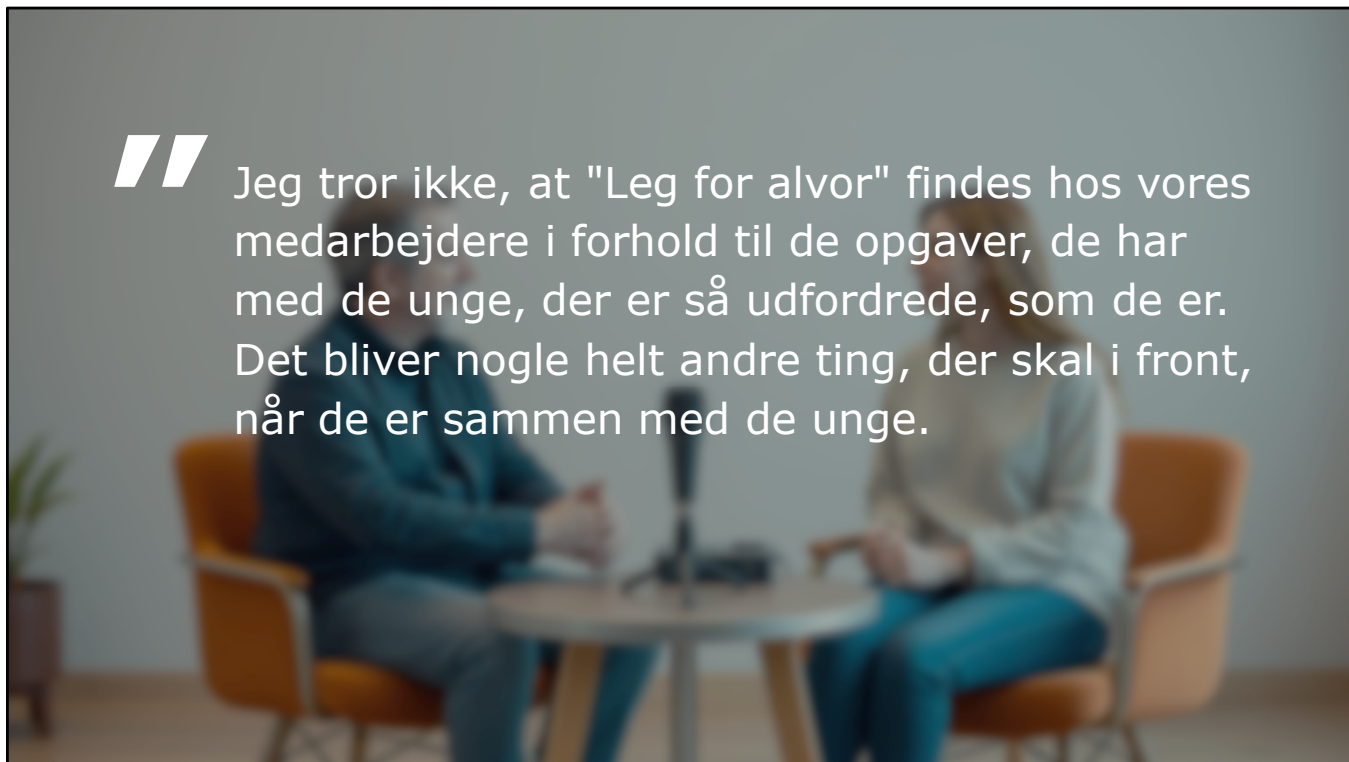 " Jeg tror ikke, at "Leg for alvor" findes hos vores
medarbejdere i forhold til de opgaver, de har
med de unge, der er så udfordrede, som de er.
Det bliver nogle helt andre ting, der skal i front,
når de er sammen med de unge.